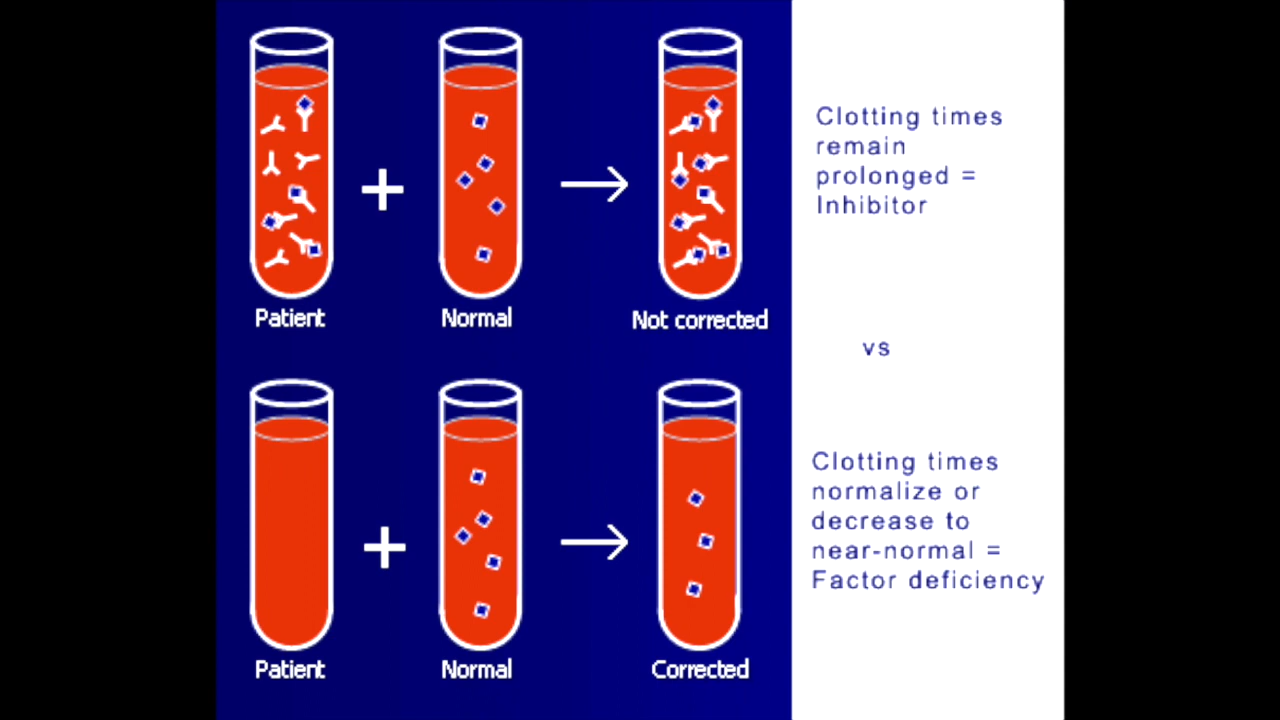 Patient
+
Normal
Not corrected
Clotting times
remain
prolonged =
Inhibitor
vs
Patient
+
Normal
Corrected
Clotting times
normalize or
decrease to
near-normal =
Factor deficiency